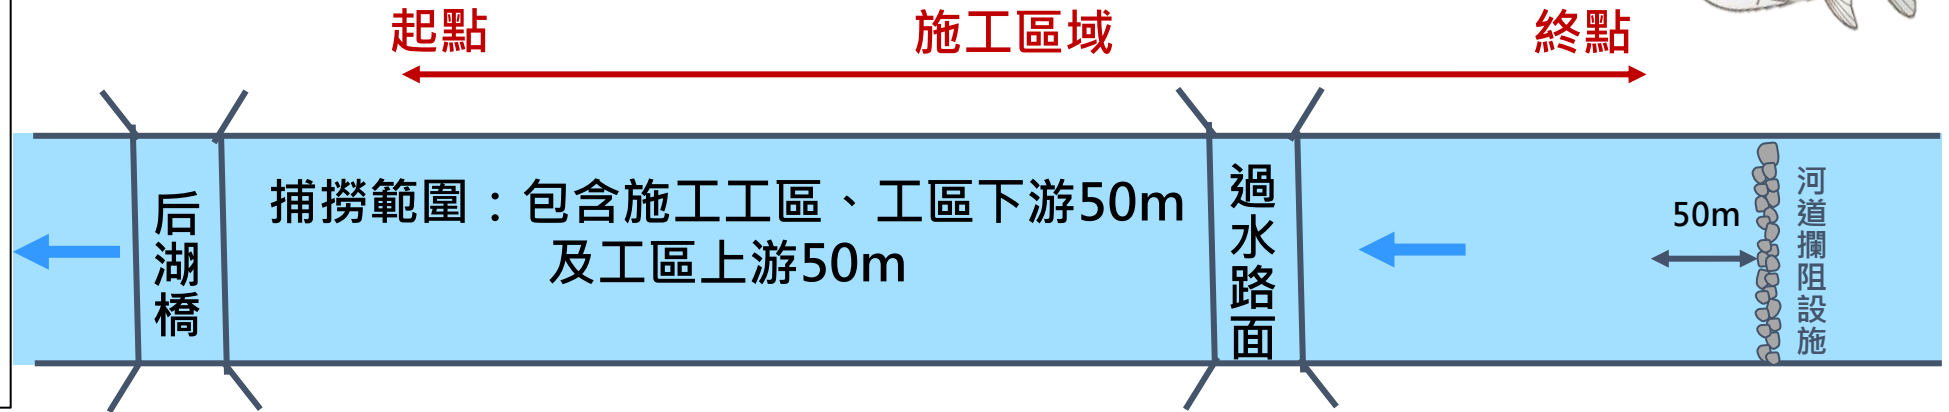 起點
施工區域
終點
捕撈範圍：包含施工工區、工區下游50m
及工區上游50m
后湖橋
過水路面
50m
河道攔阻設施